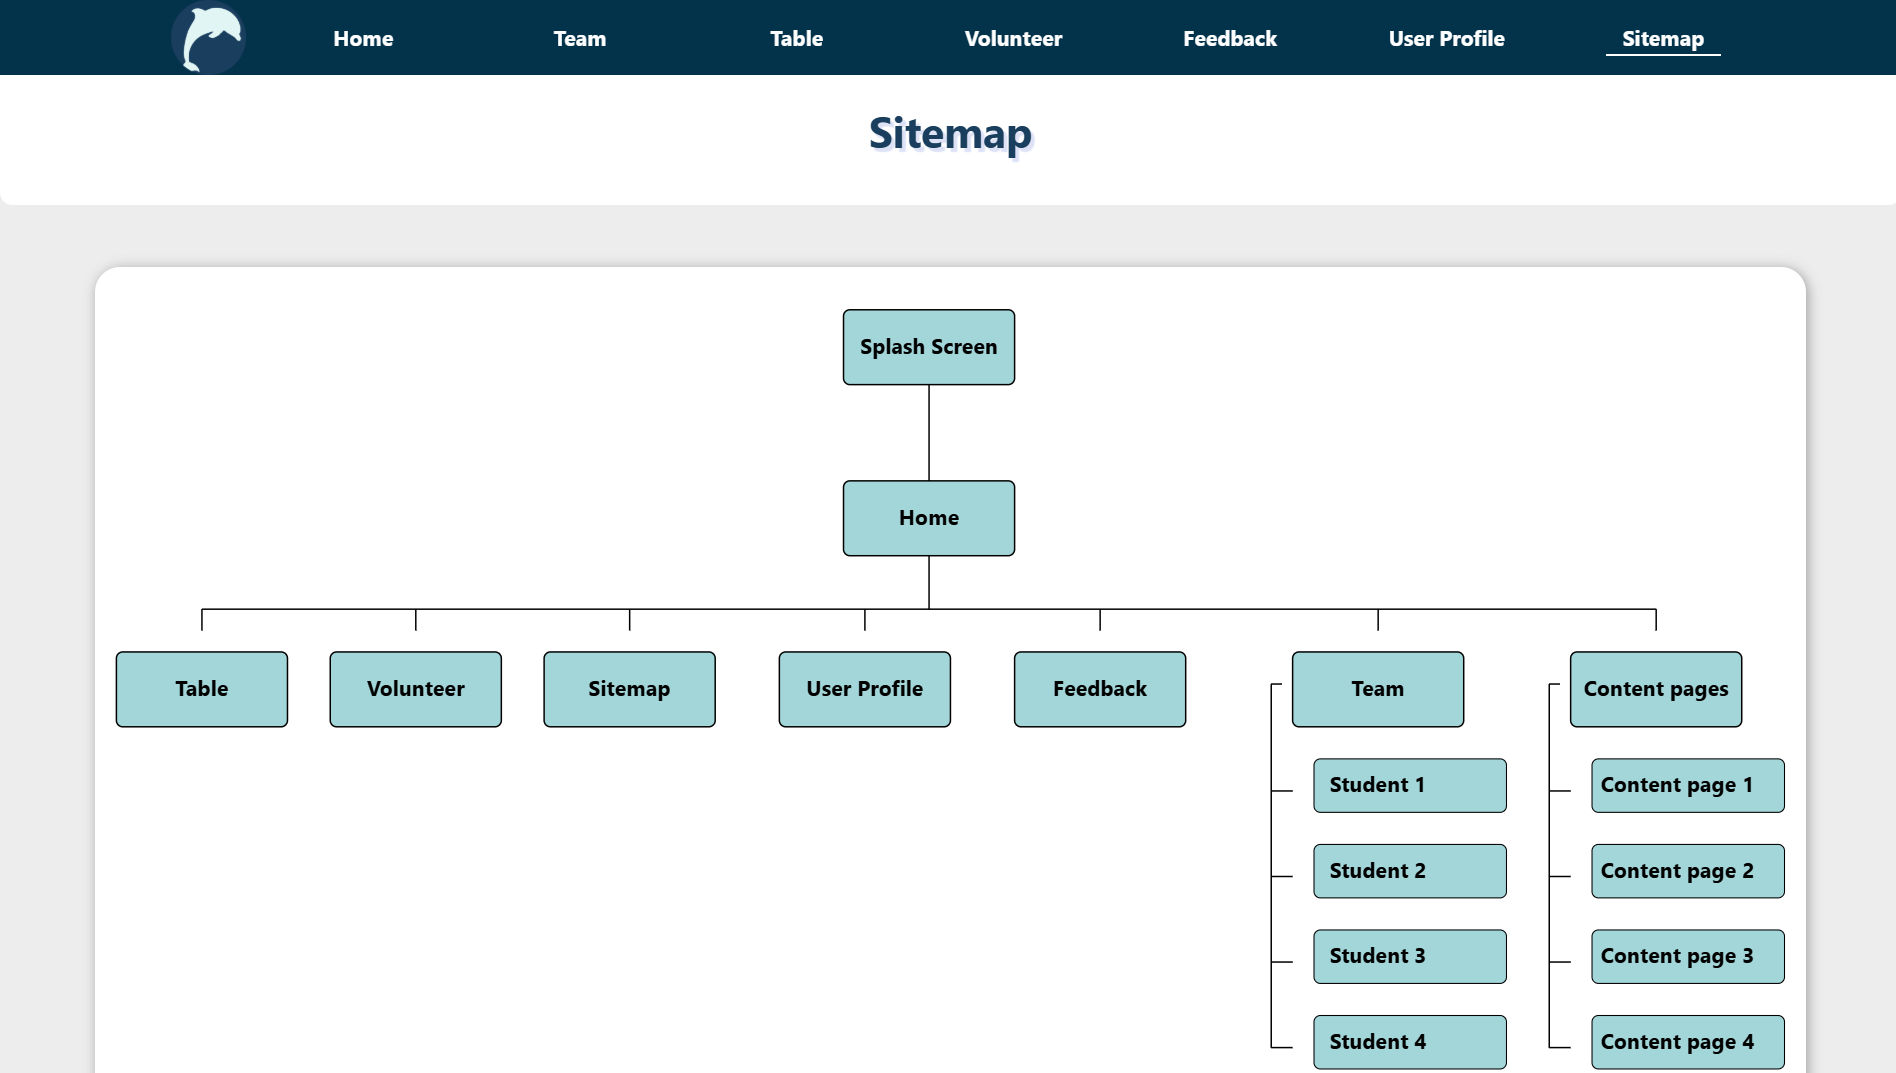 Home
Team
Table
Volunteer
Feedback
User Profile
Sitemap
Sitemap
Splash Screen
Home
Table
Volunteer
Sitemap
User Profile
Feedback
Team
Content pages
Student 1
Content page 1
Student 2
Content page 2
Student 3
Content page 3
Student 4
Content page 4